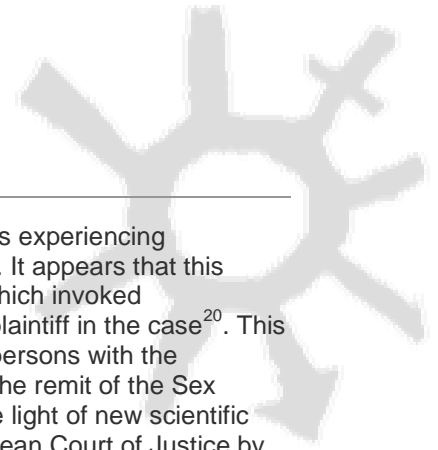 s experiencing
. It appears that this
hich invoked
laintiff in the case20. This
persons with the
he remit of the Sex
e light of new scientific
ean Court of Justice by